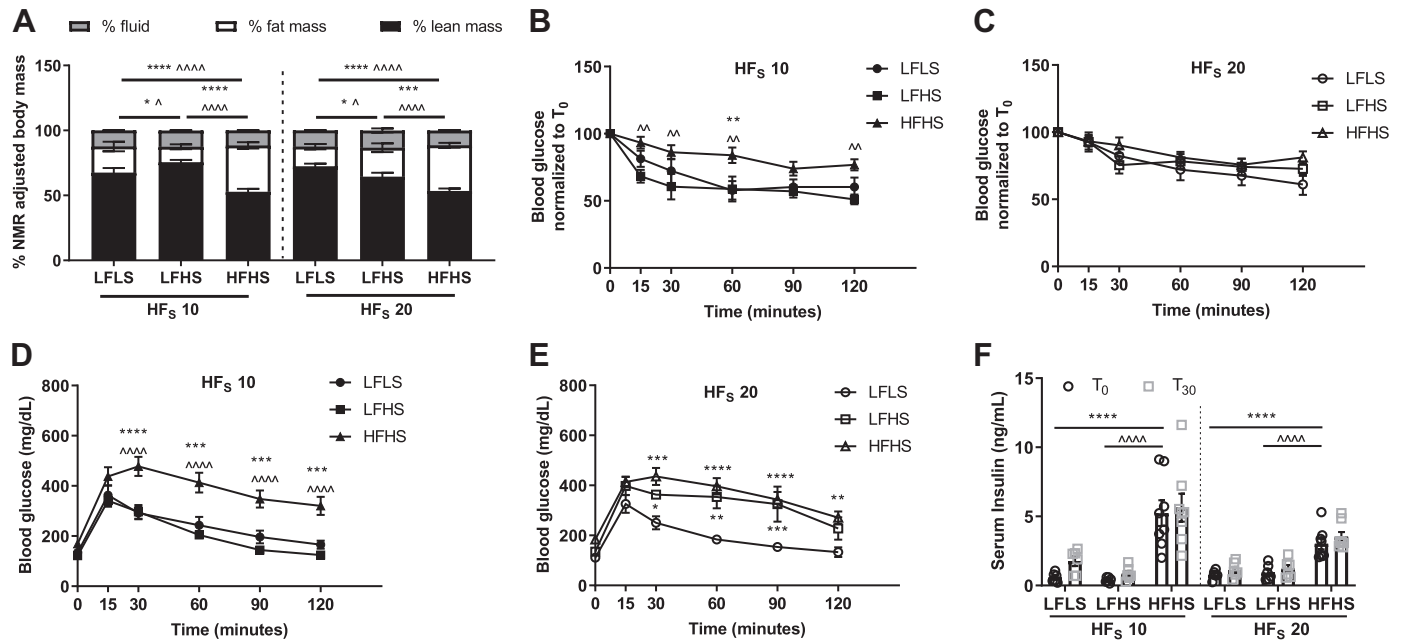 A
% fluid % fat mass % lean mass
% NMR adjusted body mass
150
100
50
0
**** ^^^^
* ^
****
^^^^
**** ^^^^
* ^
***
^^^^
LFLS LFHS HFHS LFLS LFHS HFHS
HFS 10 HFS 20
B
HFS 10
LFLS
LFHS
HFHS
Blood glucose
normalized to T0
150
100
50
0
^^ ^^ ** ^^ ^^
0 15 30 60 90 120
Time (minutes)
C
HFS 20
LFLS
LFHS
HFHS
Blood glucose
normalized to T0
150
100
50
0
0 15 30 60 90 120
Time (minutes)
D
HFS 10
LFLS
LFHS
HFHS
Blood glucose (mg/dL)
800
600
400
200
0
**** *** *** ***
^^^^ ^^^^ ^^^^ ^^^^
0 15 30 60 90 120
Time (minutes)
E
HFS 20
LFLS
LFHS
HFHS
Blood glucose (mg/dL)
800
600
400
200
0
*** **** **** **
* ** ***
0 15 30 60 90 120
Time (minutes)
F
T0 T30
Serum Insulin (ng/mL)
15
10
5
0
**** ****
^^^^ ^^^^
LFLS LFHS HFHS LFLS LFHS HFHS
HFS 10 HFS 20